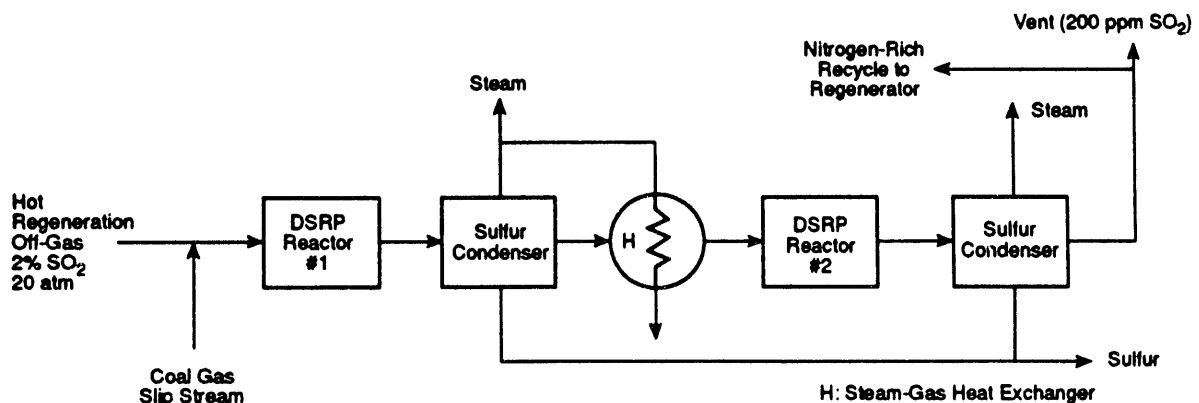 Vent (200 ppm SO2)
Nitrogen-Rich
Recycle to
Regenerator
Steam
Steam
Hot
Regeneration
Off-Gas
2% SO2
20 atm
DSRP
Reactor
#1
Sulfur
Condenser
H
DSRP
Reactor
#2
Sulfur
Condenser
Sulfur
Coal Gas
Slip Stream
H: Steam-Gas Heat Exchanger